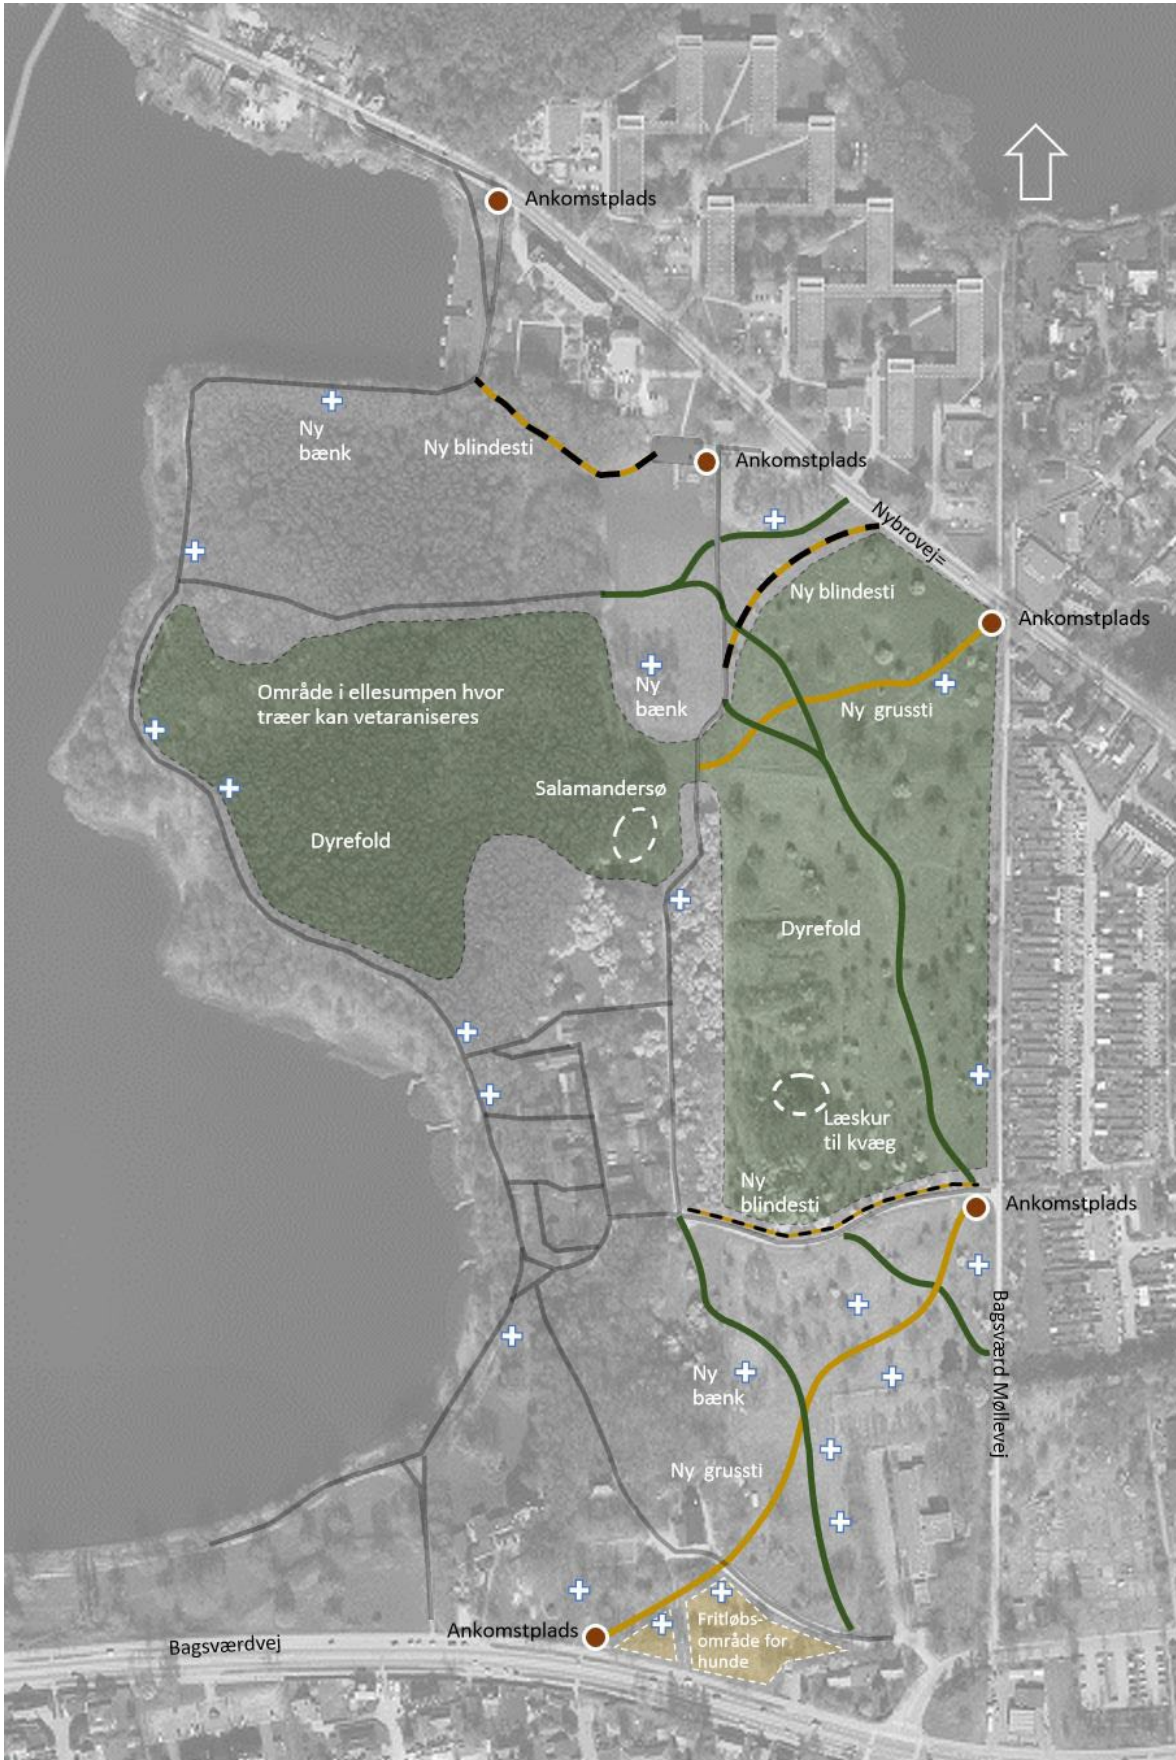 Ankomstplads
Ny
bænk
Ny blindesti
Ankomstplads
Nybrovej=
Ny blindesti
Ankomstplads
Område i ellesumpen hvor
træer kan vetaraniseres
Ny
bænk
Ny grussti
Salamandersø
Dyrefold
Dyrefold
Læskur
til kvæg
Ny
blindesti
Ankomstplads
Bagsværd Møllevej
Ny
bænk
Ny grussti
Ankomstplads
Fritløbs-
område for
hunde
Bagsværdvej